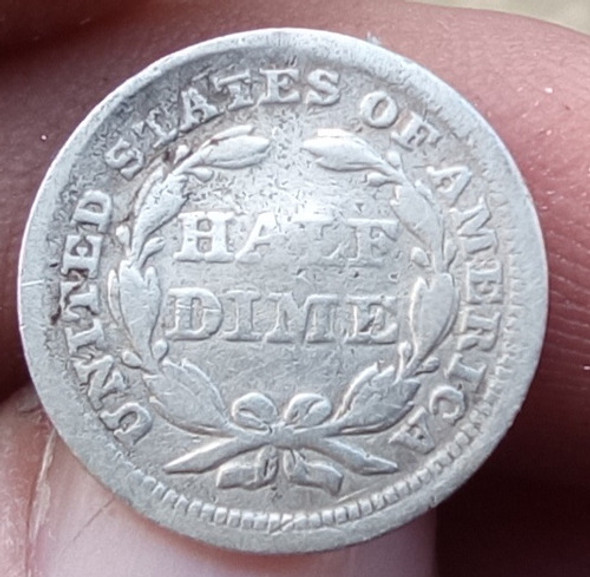 UNITED STATES OF AMERICA
HALF
DIME